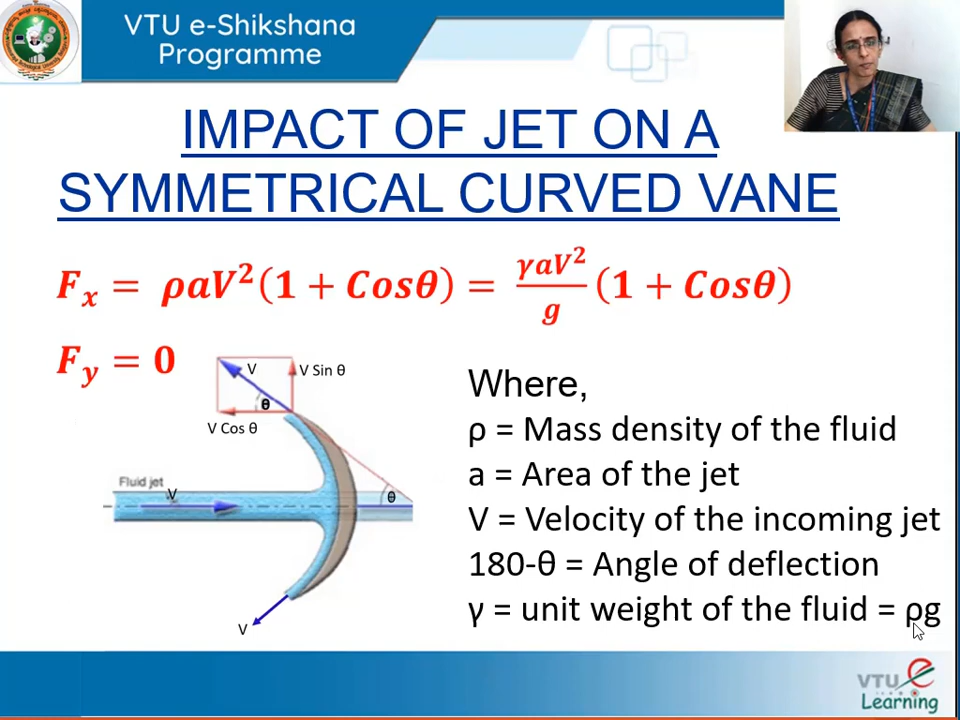 VTU e-Shikshana
Programme
IMPACT OF JET ON A
SYMMETRICAL CURVED VANE
Fₓ = ρaV²(1 + Cosθ) = γaV²/g (1 + Cosθ)
F_y = 0
V
V Sin θ
θ
V Cos θ
Fluid jet
V
θ
V
Where,
ρ = Mass density of the fluid
a = Area of the jet
V = Velocity of the incoming jet
180-θ = Angle of deflection
γ = unit weight of the fluid = ρg
VTU e
Learning